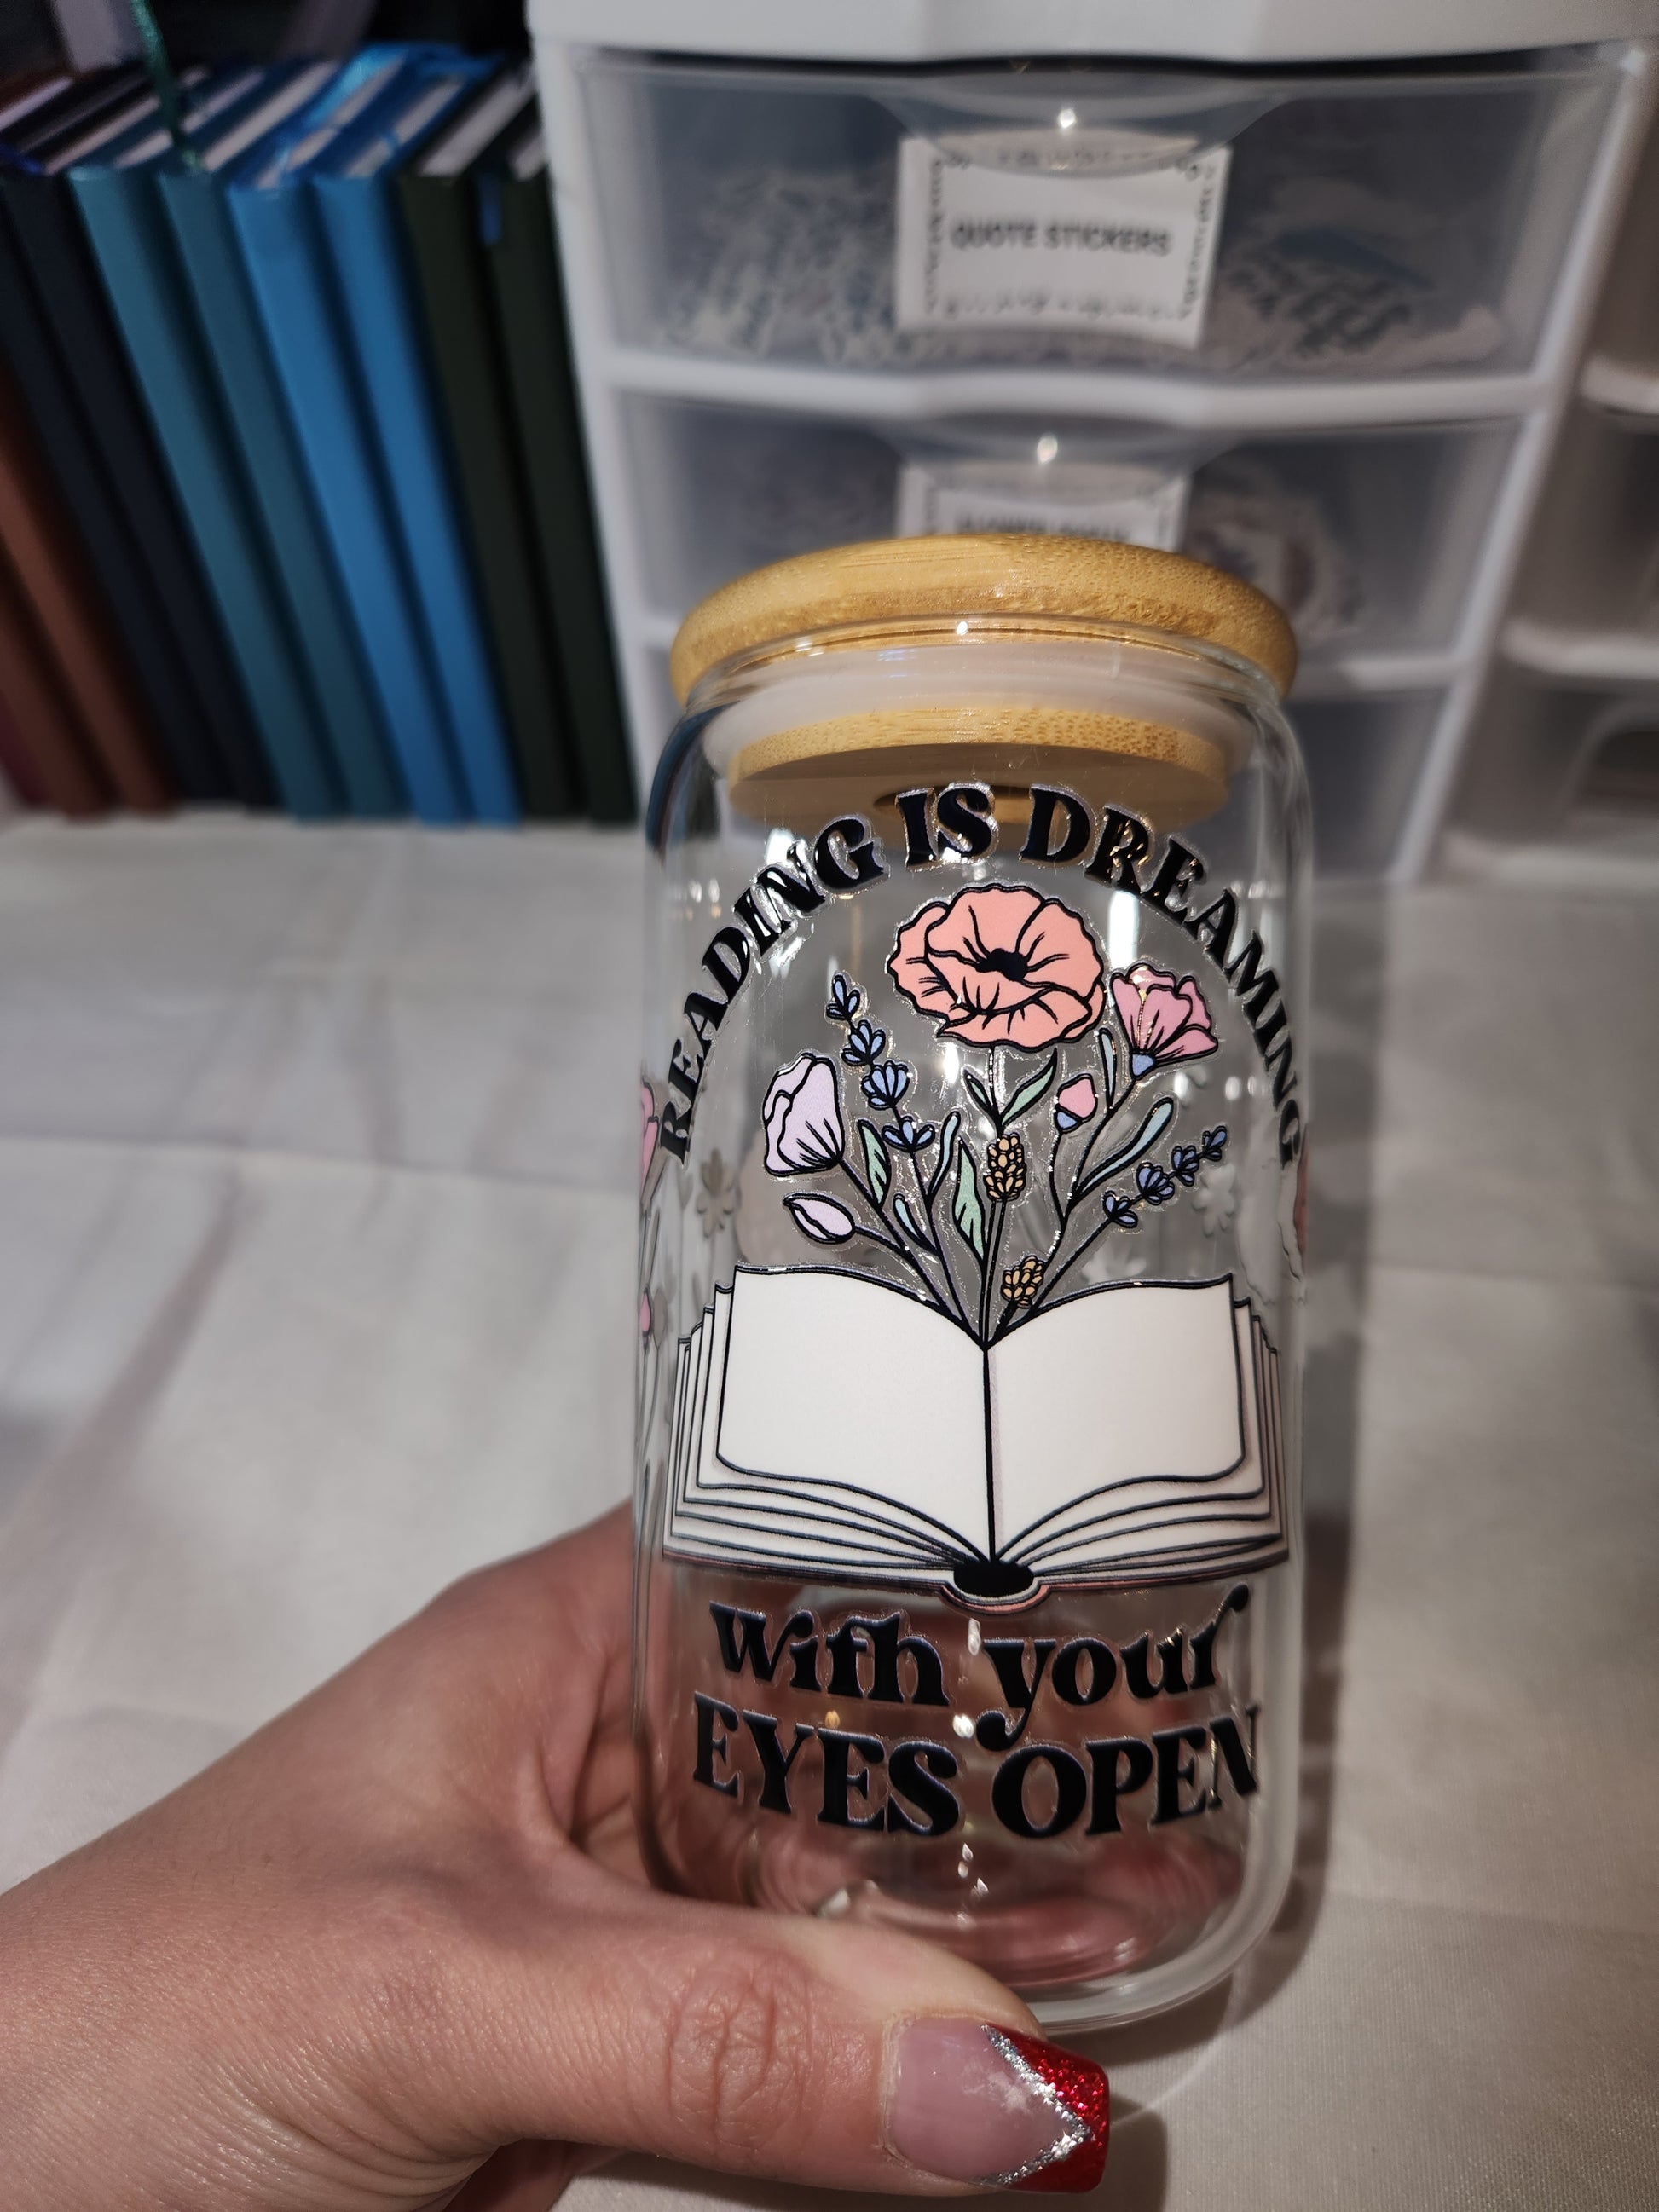 QUOTE STICKERS
READING IS DREAMING
with your
EYES OPEN